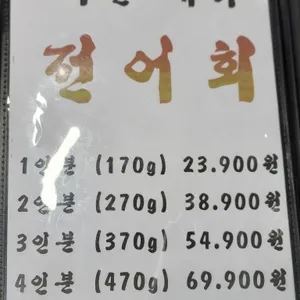 전어회
1인분 (170g) 23.900원
2인분 (270g) 38.900원
3인분 (370g) 54.900원
4인분 (470g) 69.900원